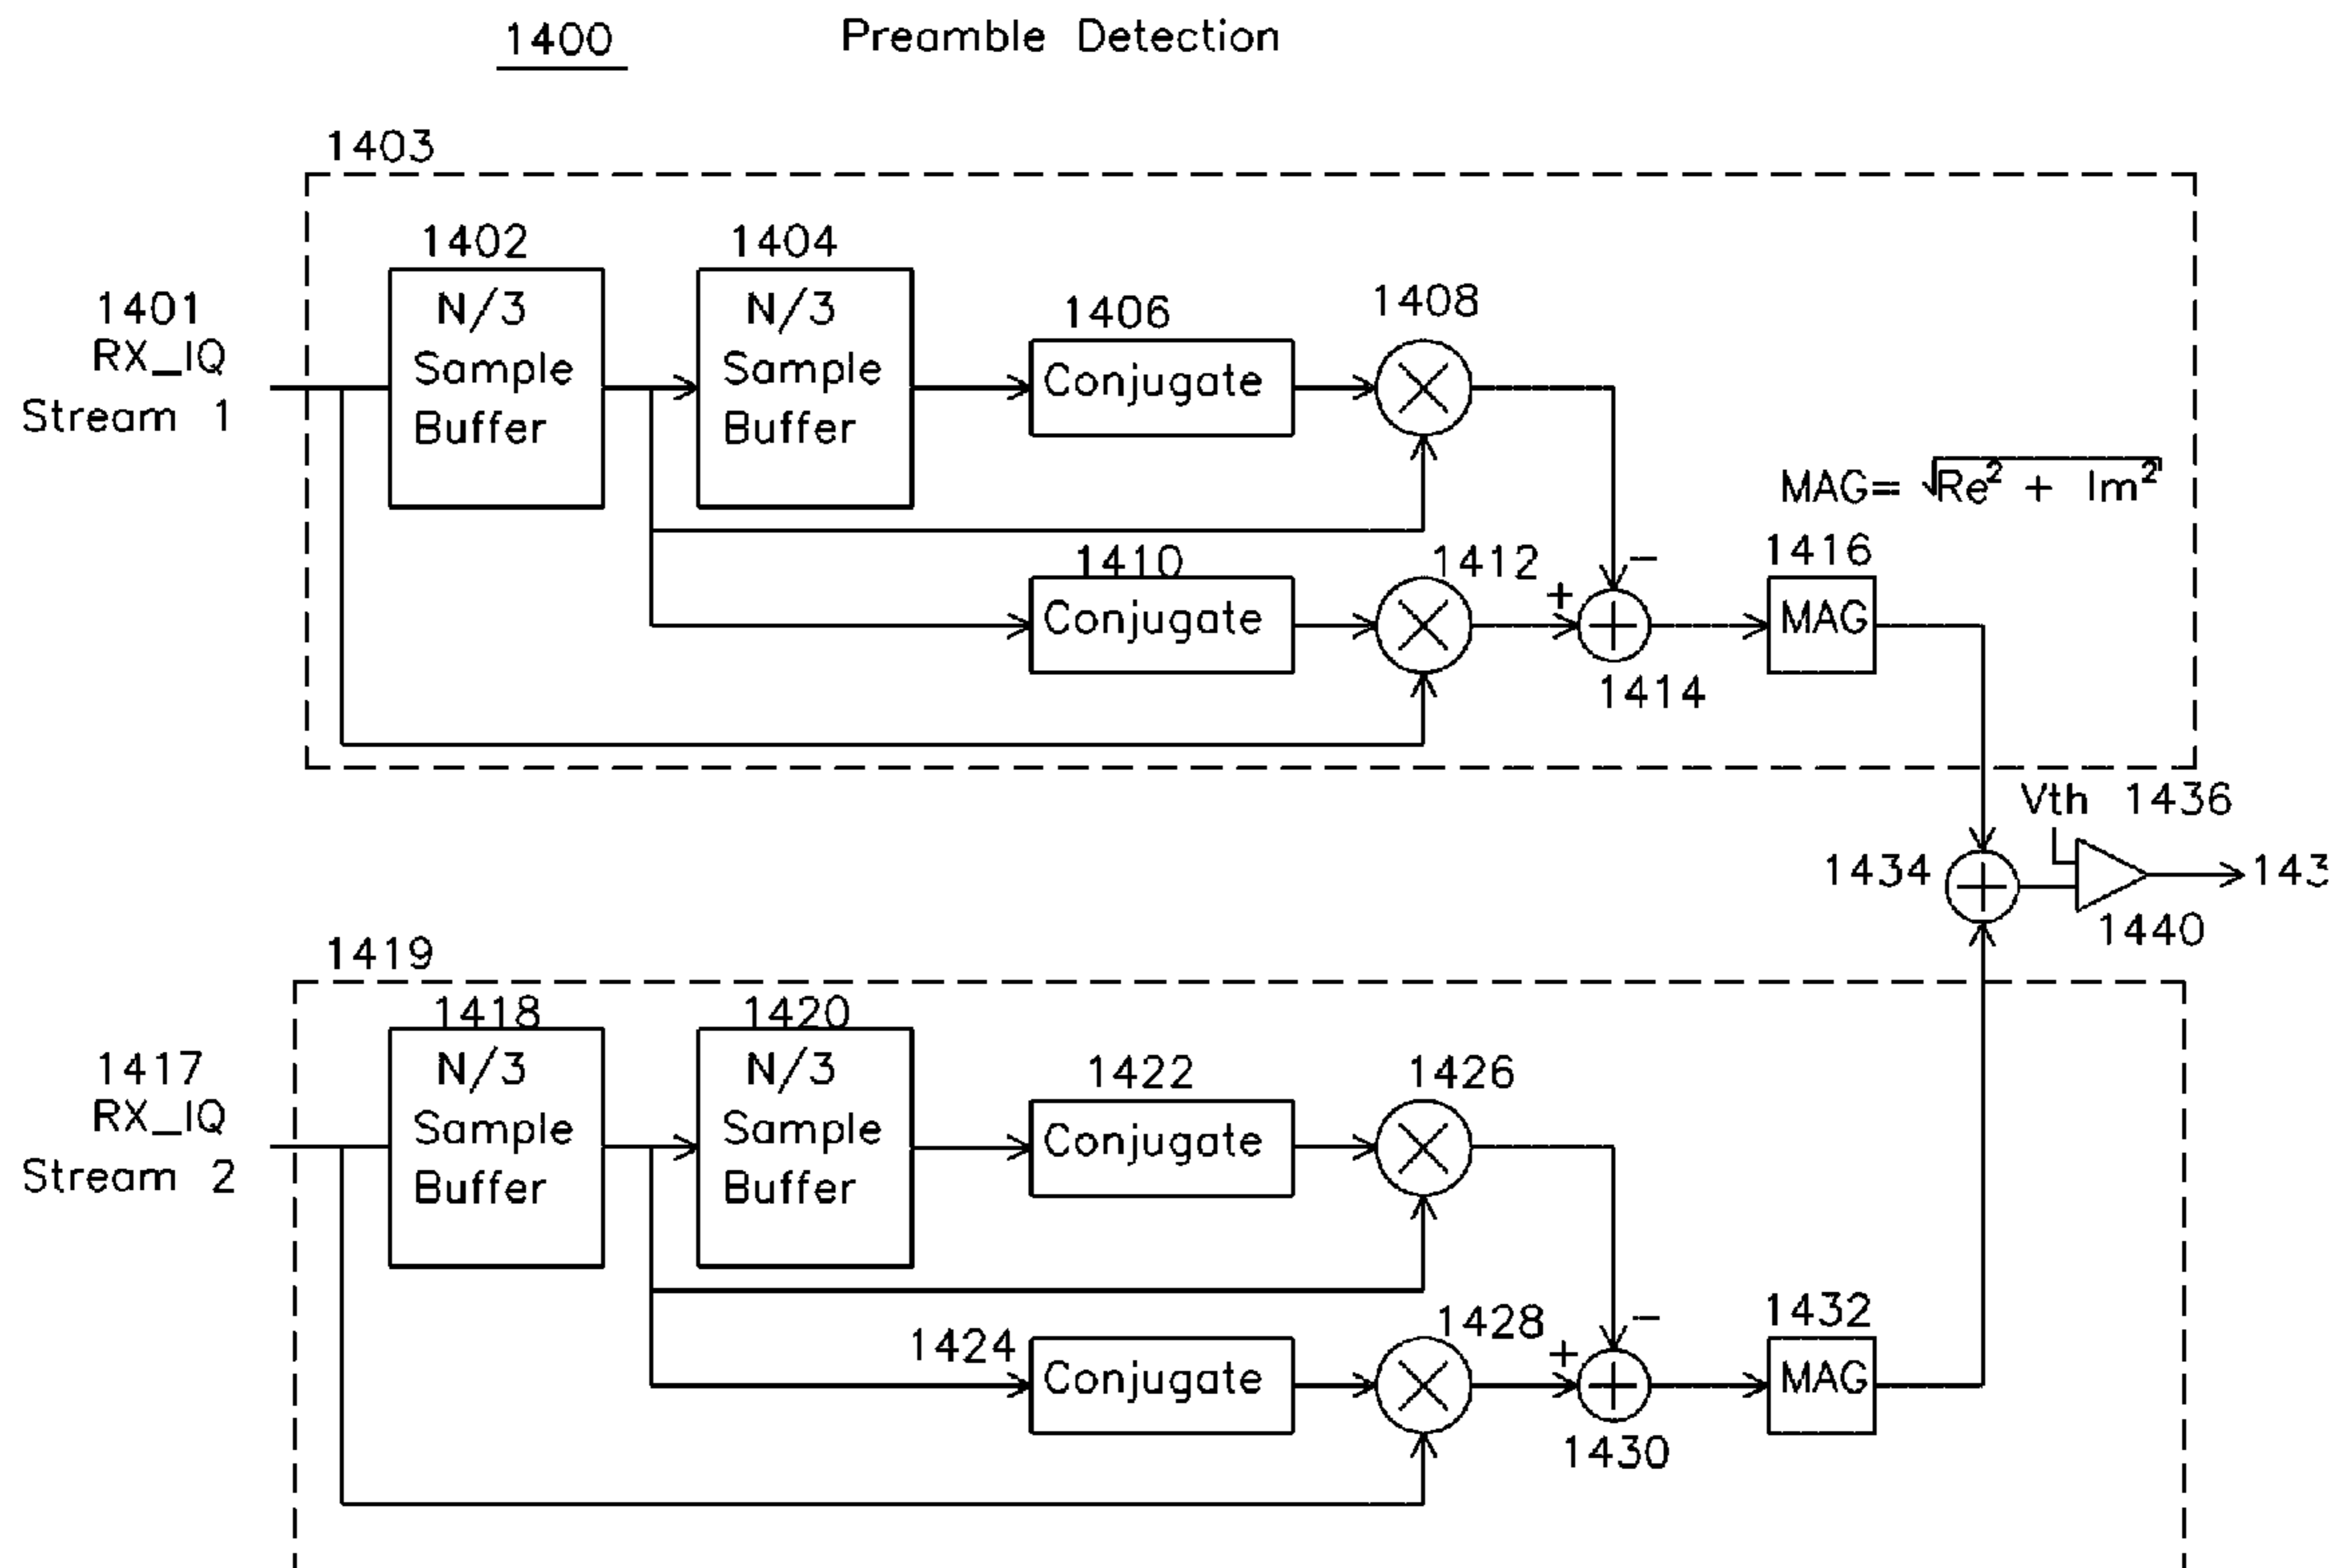 1400 Preamble Detection
1403
1402 1404
1401
RX_IQ
Stream 1
N/3
Sample
Buffer
N/3
Sample
Buffer
1406
Conjugate
1408
MAG= √Re² + Im²
1410
Conjugate
1412
+
−
1414
1416
MAG
Vth 1436
1434
143
1440
1419
1418 1420
1417
RX_IQ
Stream 2
N/3
Sample
Buffer
N/3
Sample
Buffer
1422
Conjugate
1426
1424
Conjugate
1428
+
−
1430
1432
MAG